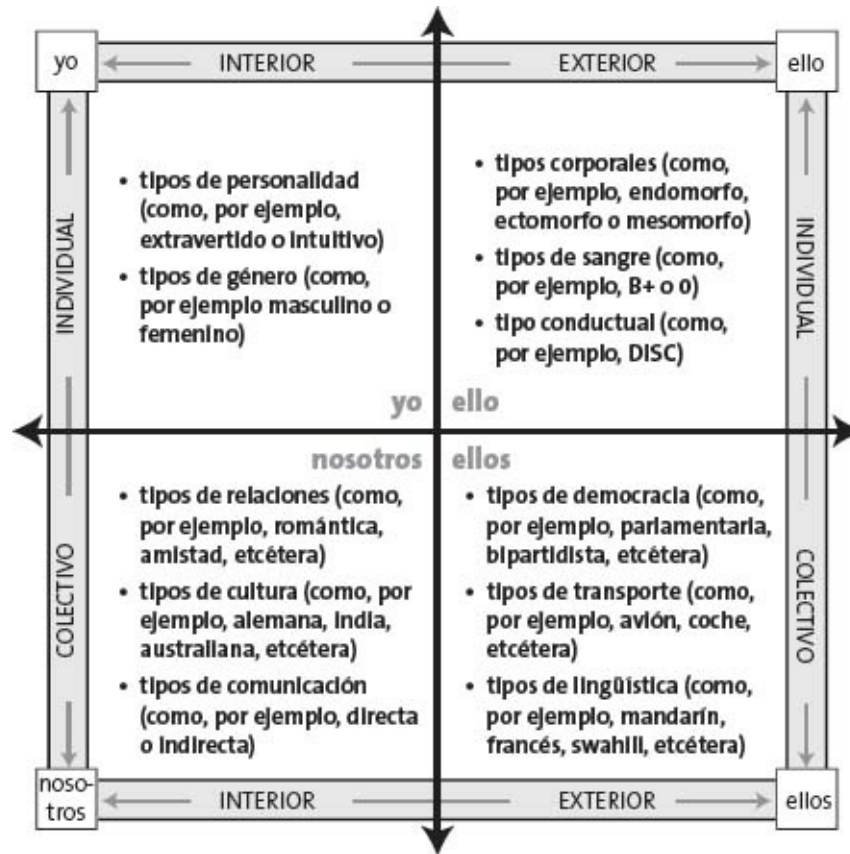 yo
INTERIOR
EXTERIOR
ello
INDIVIDUAL
• tipos de personalidad
(como, por ejemplo,
extravertido o intuitivo)
• tipos de género (como,
por ejemplo masculino o
femenino)
• tipos corporales (como,
por ejemplo, endomorfo,
ectomorfo o mesomorfo)
• tipos de sangre (como,
por ejemplo, B+ o 0)
• tipo conductual (como,
por ejemplo, DISC)
INDIVIDUAL
yo
ello
nosotros
ellos
COLECTIVO
• tipos de relaciones (como,
por ejemplo, romántica,
amistad, etcétera)
• tipos de cultura (como, por
ejemplo, alemana, india,
australiana, etcétera)
• tipos de comunicación
(como, por ejemplo, directa
o indirecta)
• tipos de democracia (como,
por ejemplo, parlamentaria,
bipartidista, etcétera)
• tipos de transporte (como,
por ejemplo, avión, coche,
etcétera)
• tipos de lingüística (como,
por ejemplo, mandarín,
francés, swahili, etcétera)
COLECTIVO
noso-
tros
INTERIOR
EXTERIOR
ellos